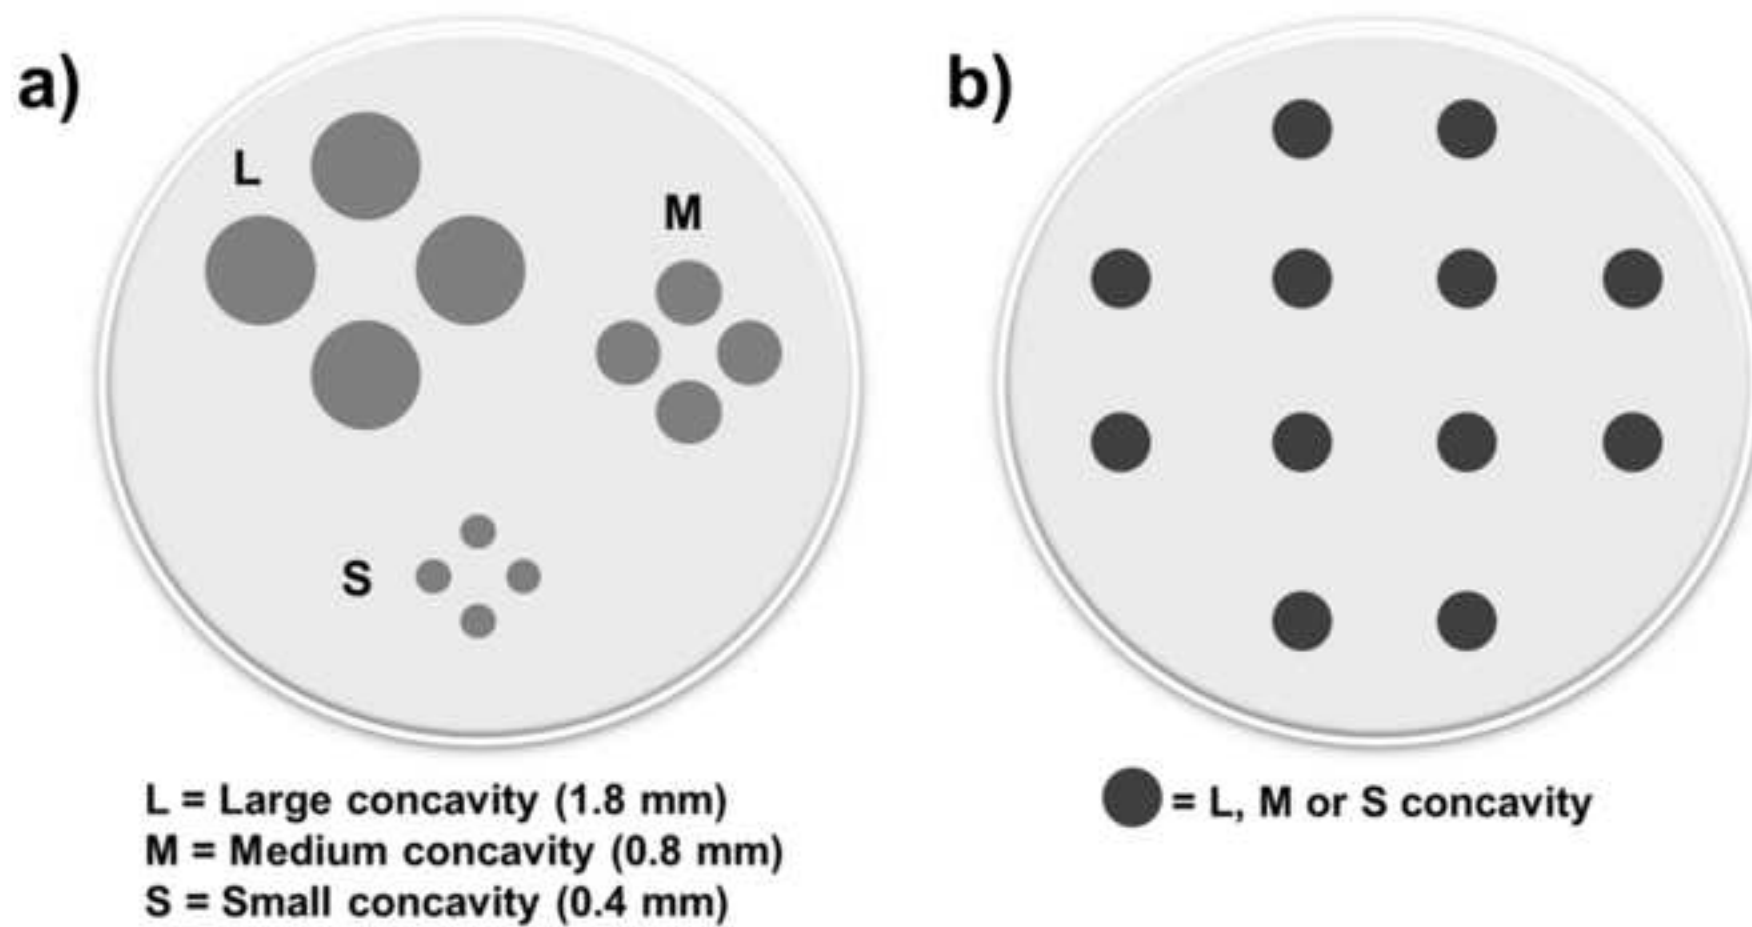 a)
L
M
S
L = Large concavity (1.8 mm)
M = Medium concavity (0.8 mm)
S = Small concavity (0.4 mm)
b)
= L, M or S concavity